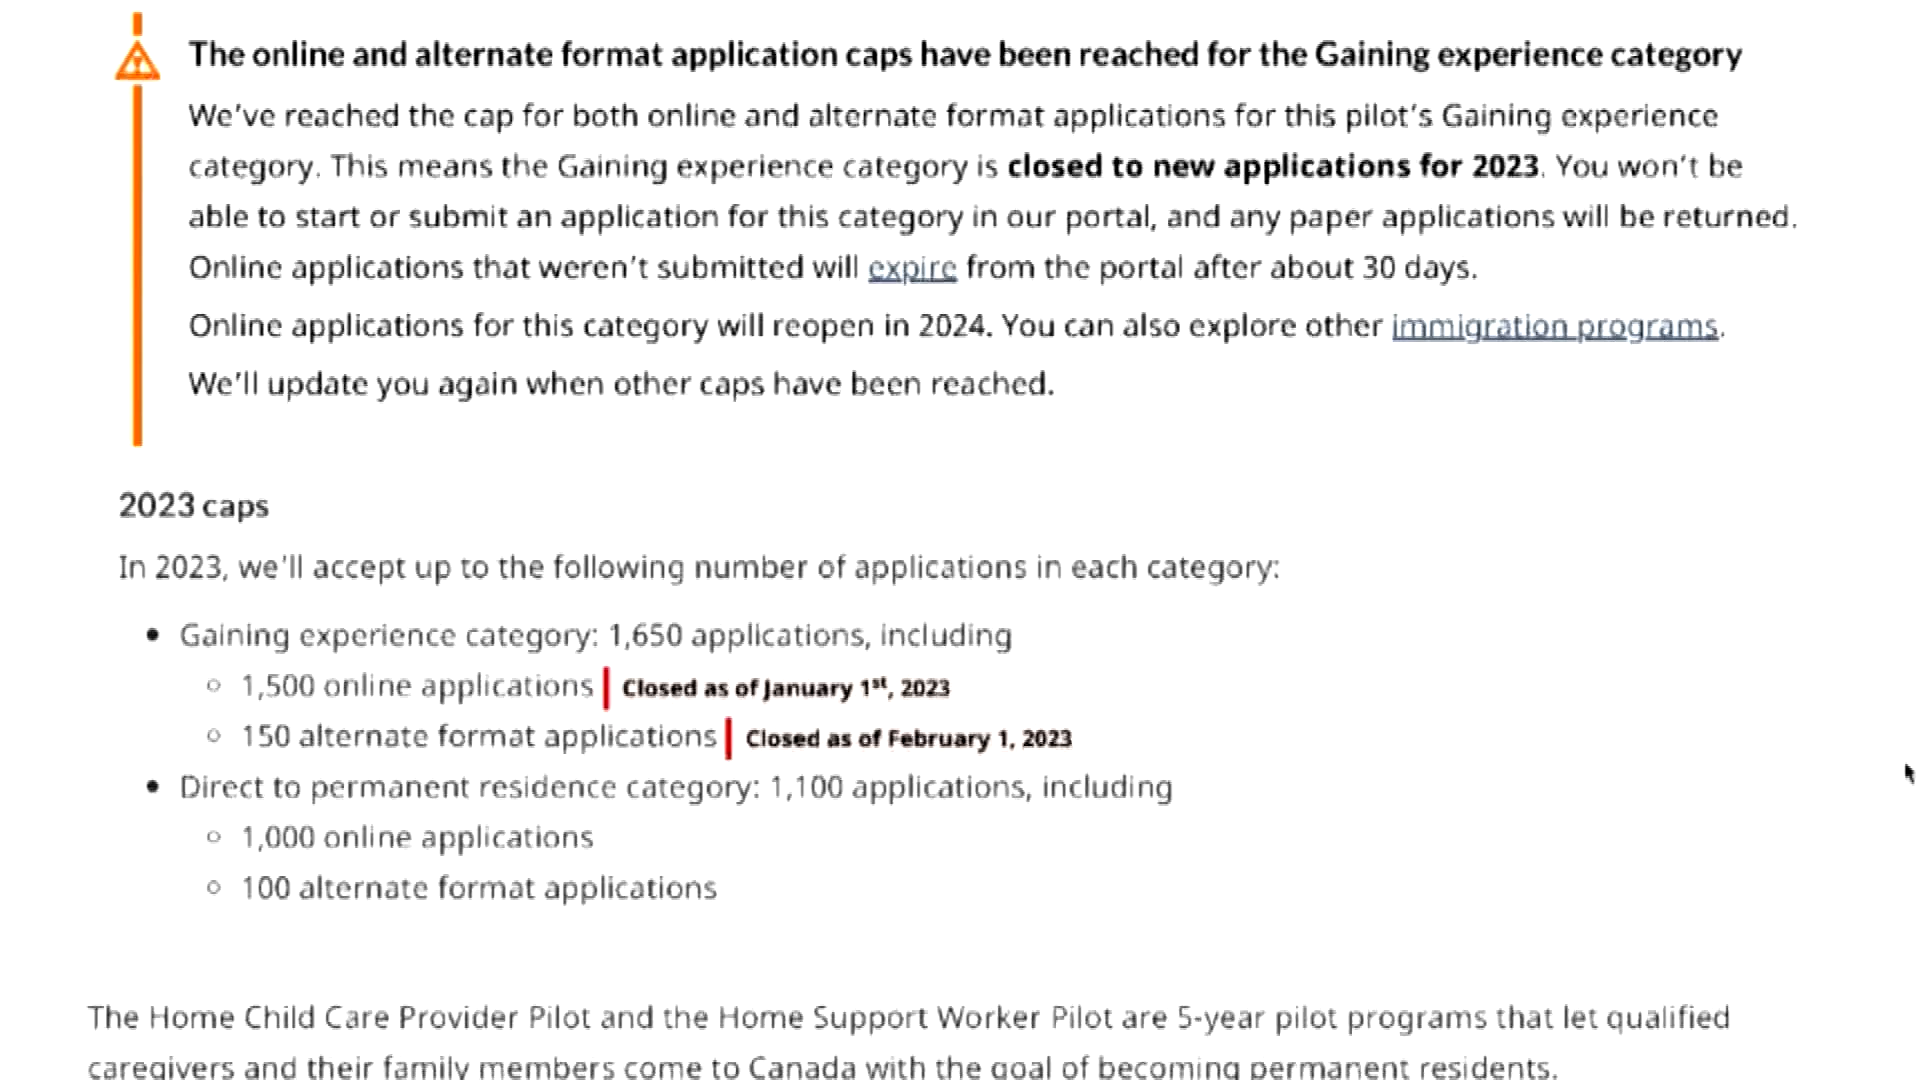 The online and alternate format application caps have been reached for the Gaining experience category
We've reached the cap for both online and alternate format applications for this pilot's Gaining experience
category. This means the Gaining experience category is closed to new applications for 2023. You won't be
able to start or submit an application for this category in our portal, and any paper applications will be returned.
Online applications that weren't submitted will expire from the portal after about 30 days.
Online applications for this category will reopen in 2024. You can also explore other immigration programs.
We'll update you again when other caps have been reached.
2023 caps
In 2023, we'll accept up to the following number of applications in each category:
• Gaining experience category: 1,650 applications, including
○ 1,500 online applications | Closed as of January 1st, 2023
○ 150 alternate format applications | Closed as of February 1, 2023
• Direct to permanent residence category: 1,100 applications, including
○ 1,000 online applications
○ 100 alternate format applications
The Home Child Care Provider Pilot and the Home Support Worker Pilot are 5-year pilot programs that let qualified
caregivers and their family members come to Canada with the goal of becoming permanent residents.